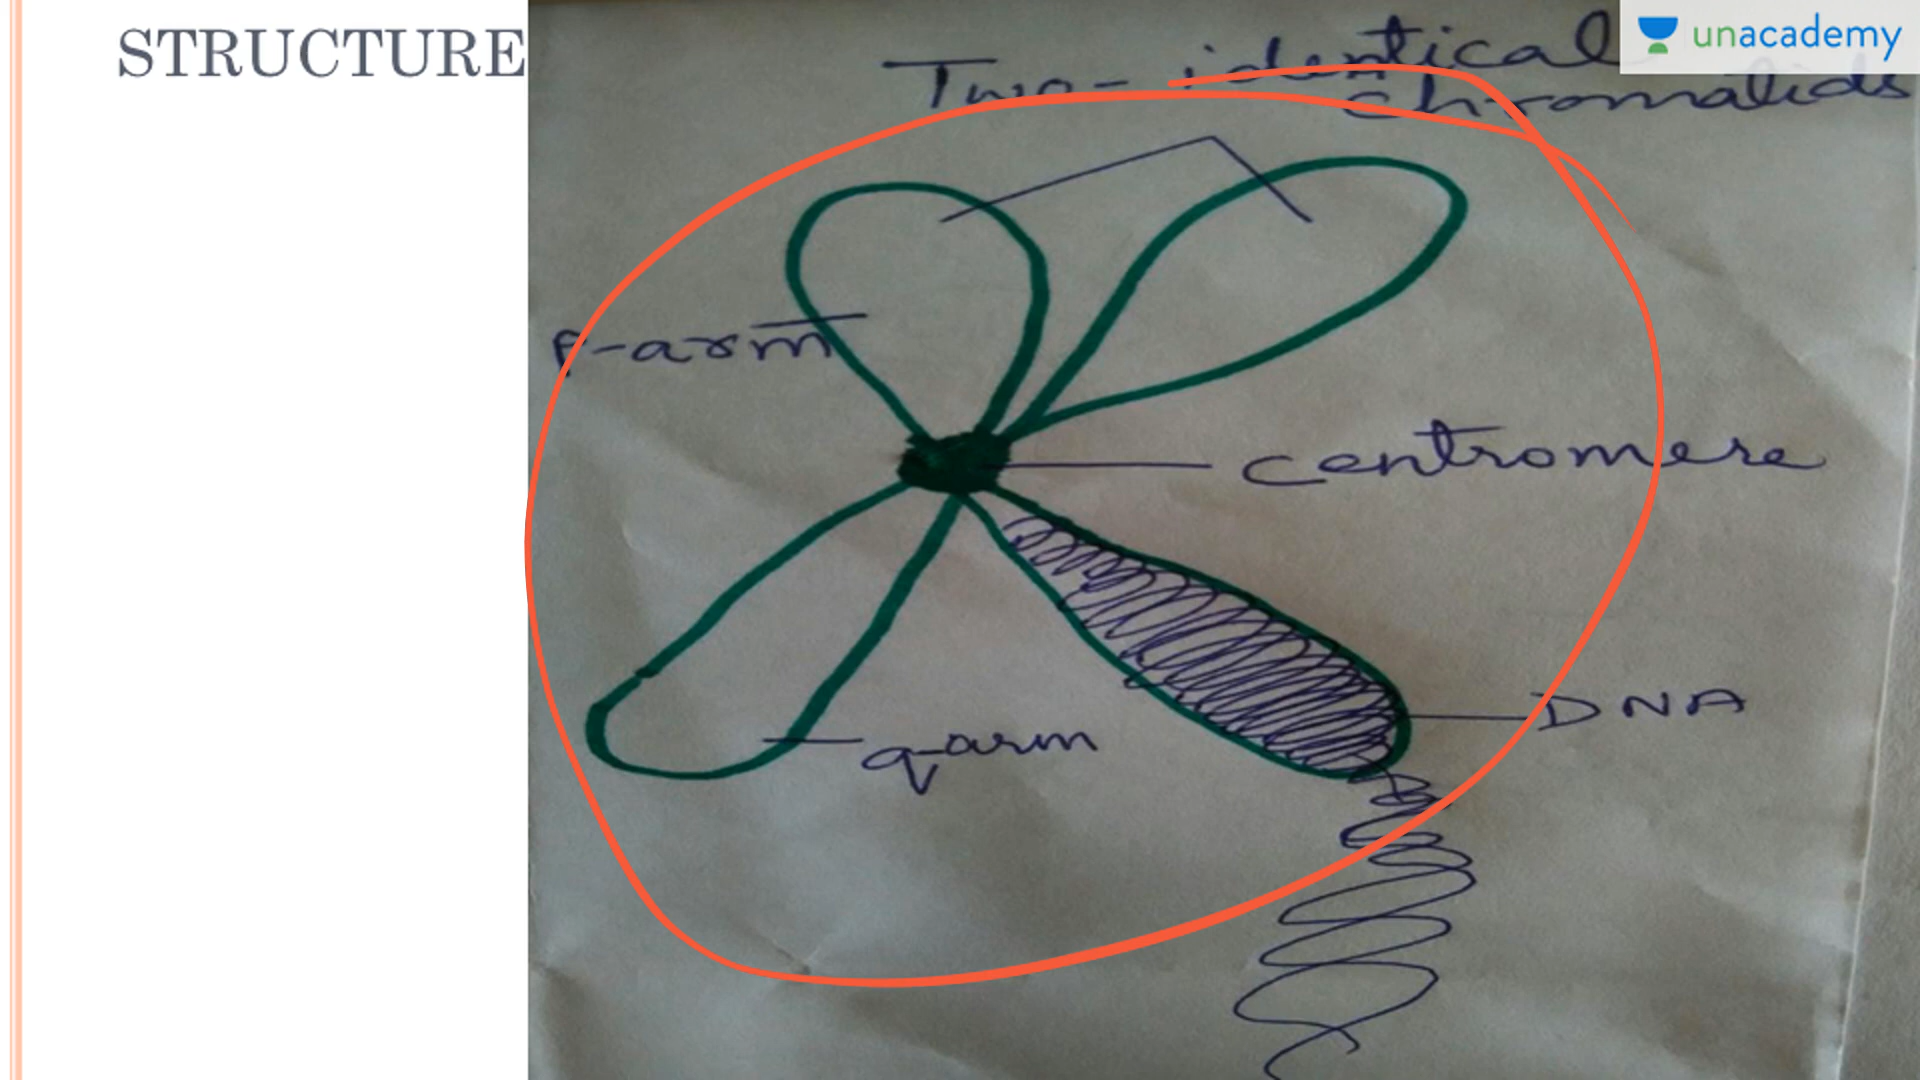 STRUCTURE
unacademy
Two- identical
chromatids
p-arm
centromere
q-arm
DNA